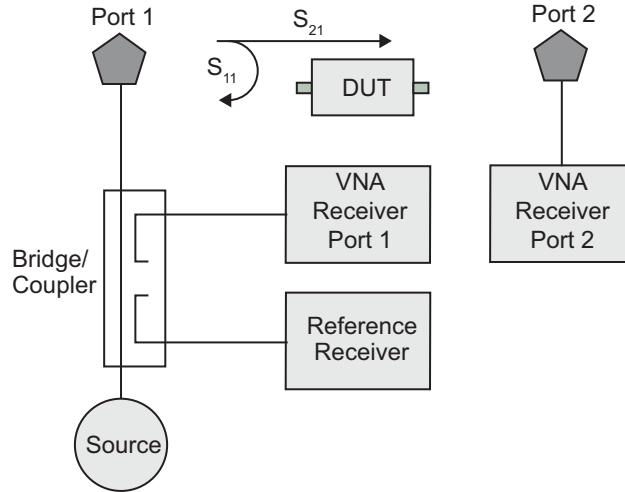 Port 1
Port 2
S21
S11
DUT
VNA
Receiver
Port 1
VNA
Receiver
Port 2
Bridge/
Coupler
Reference
Receiver
Source